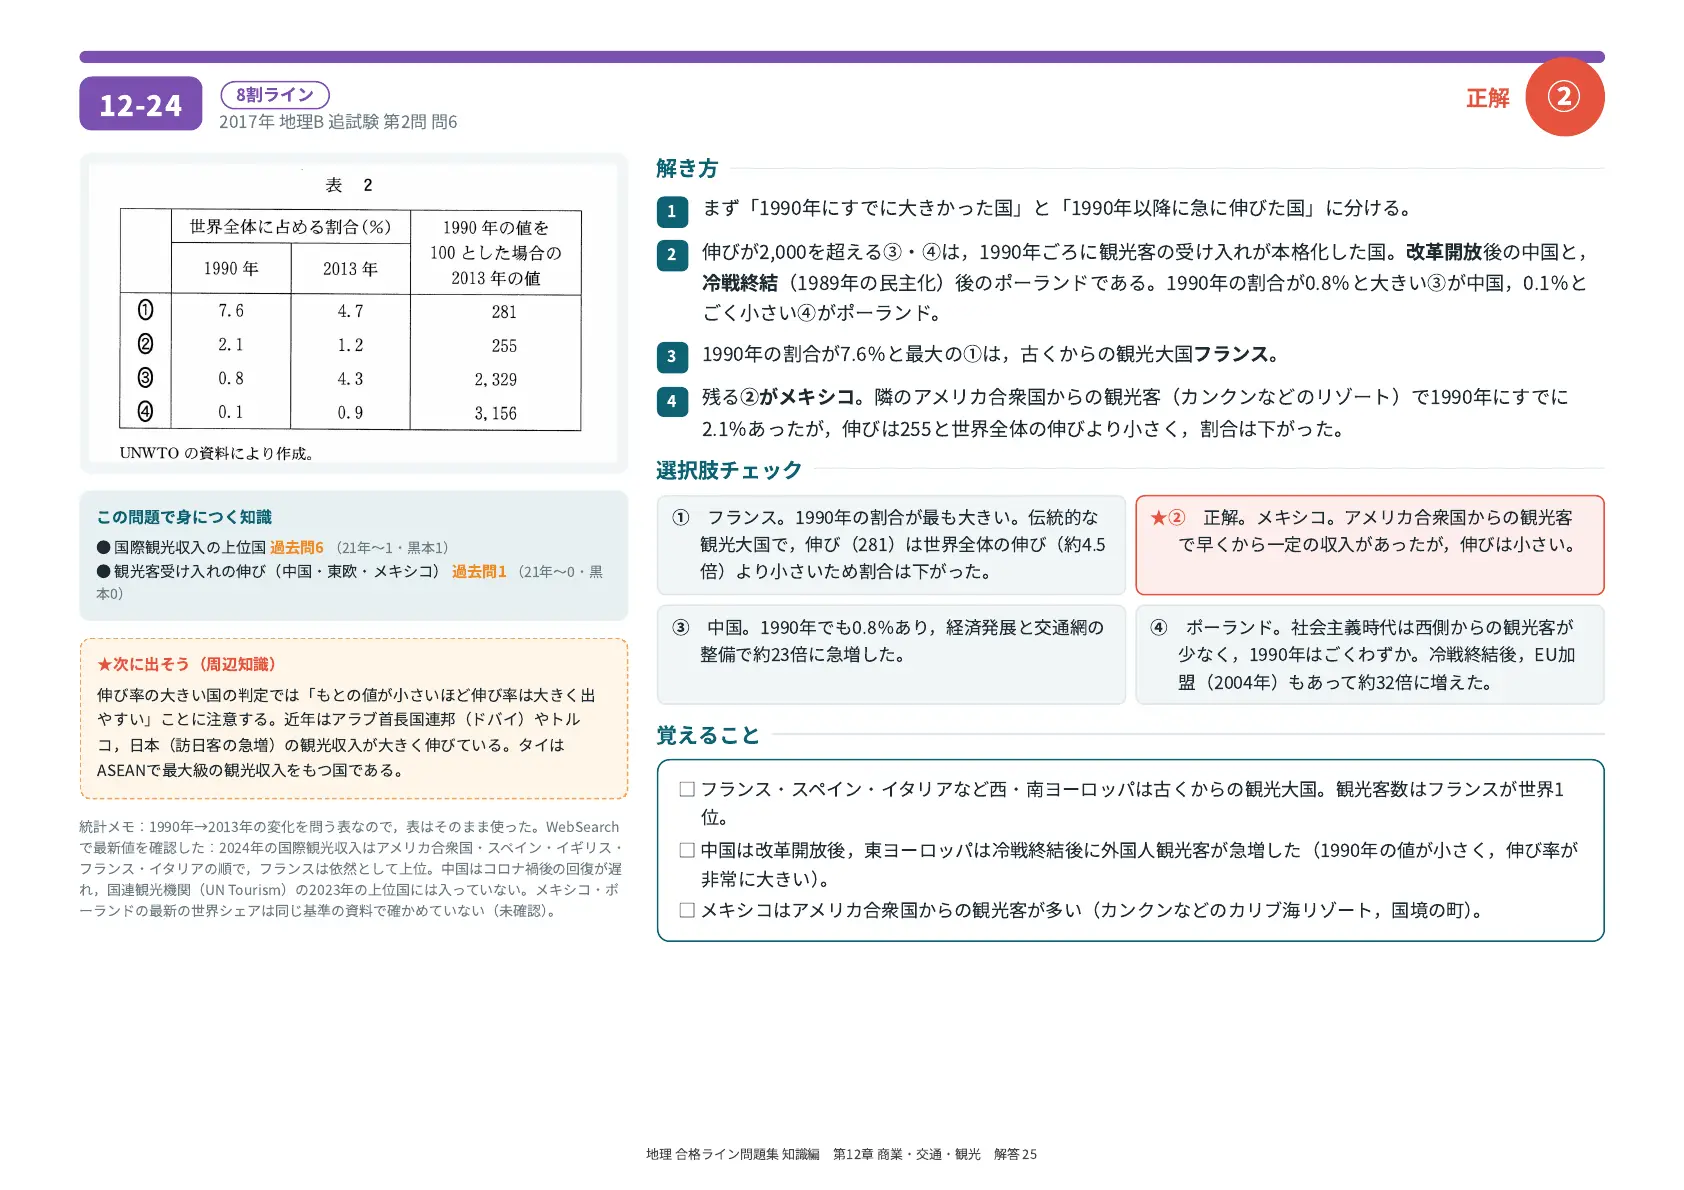 12-24
8割ライン
2017年 地理B 追試験 第2問 問6
正解 ②
表 2
世界全体に占める割合(%)
1990 年の値を
100 とした場合の
2013 年の値
1990 年 2013 年
① 7.6 4.7 281
② 2.1 1.2 255
③ 0.8 4.3 2,329
④ 0.1 0.9 3,156
UNWTO の資料により作成。
この問題で身につく知識
● 国際観光収入の上位国 過去問6 （21年〜1・黒本1）
● 観光客受け入れの伸び（中国・東欧・メキシコ） 過去問1 （21年〜0・黒
本0）
★次に出そう（周辺知識）
伸び率の大きい国の判定では「もとの値が小さいほど伸び率は大きく出
やすい」ことに注意する。近年はアラブ首長国連邦（ドバイ）やトル
コ，日本（訪日客の急増）の観光収入が大きく伸びている。タイは
ASEANで最大級の観光収入をもつ国である。
統計メモ：1990年→2013年の変化を問う表なので，表はそのまま使った。WebSearch
で最新値を確認した：2024年の国際観光収入はアメリカ合衆国・スペイン・イギリス・
フランス・イタリアの順で，フランスは依然として上位。中国はコロナ禍後の回復が遅
れ，国連観光機関（UN Tourism）の2023年の上位国には入っていない。メキシコ・ポ
ーランドの最新の世界シェアは同じ基準の資料で確かめていない（未確認）。
解き方
1 まず「1990年にすでに大きかった国」と「1990年以降に急に伸びた国」に分ける。
2 伸びが2,000を超える③・④は，1990年ごろに観光客の受け入れが本格化した国。改革開放後の中国と，
冷戦終結（1989年の民主化）後のポーランドである。1990年の割合が0.8％と大きい③が中国，0.1％と
ごく小さい④がポーランド。
3 1990年の割合が7.6％と最大の①は，古くからの観光大国フランス。
4 残る②がメキシコ。隣のアメリカ合衆国からの観光客（カンクンなどのリゾート）で1990年にすでに
2.1％あったが，伸びは255と世界全体の伸びより小さく，割合は下がった。
選択肢チェック
① フランス。1990年の割合が最も大きい。伝統的な
観光大国で，伸び（281）は世界全体の伸び（約4.5
倍）より小さいため割合は下がった。
★② 正解。メキシコ。アメリカ合衆国からの観光客
で早くから一定の収入があったが，伸びは小さい。
③ 中国。1990年でも0.8％あり，経済発展と交通網の
整備で約23倍に急増した。
④ ポーランド。社会主義時代は西側からの観光客が
少なく，1990年はごくわずか。冷戦終結後，EU加
盟（2004年）もあって約32倍に増えた。
覚えること
□ フランス・スペイン・イタリアなど西・南ヨーロッパは古くからの観光大国。観光客数はフランスが世界1
位。
□ 中国は改革開放後，東ヨーロッパは冷戦終結後に外国人観光客が急増した（1990年の値が小さく，伸び率が
非常に大きい）。
□ メキシコはアメリカ合衆国からの観光客が多い（カンクンなどのカリブ海リゾート，国境の町）。
地理 合格ライン問題集 知識編 第12章 商業・交通・観光 解答 25